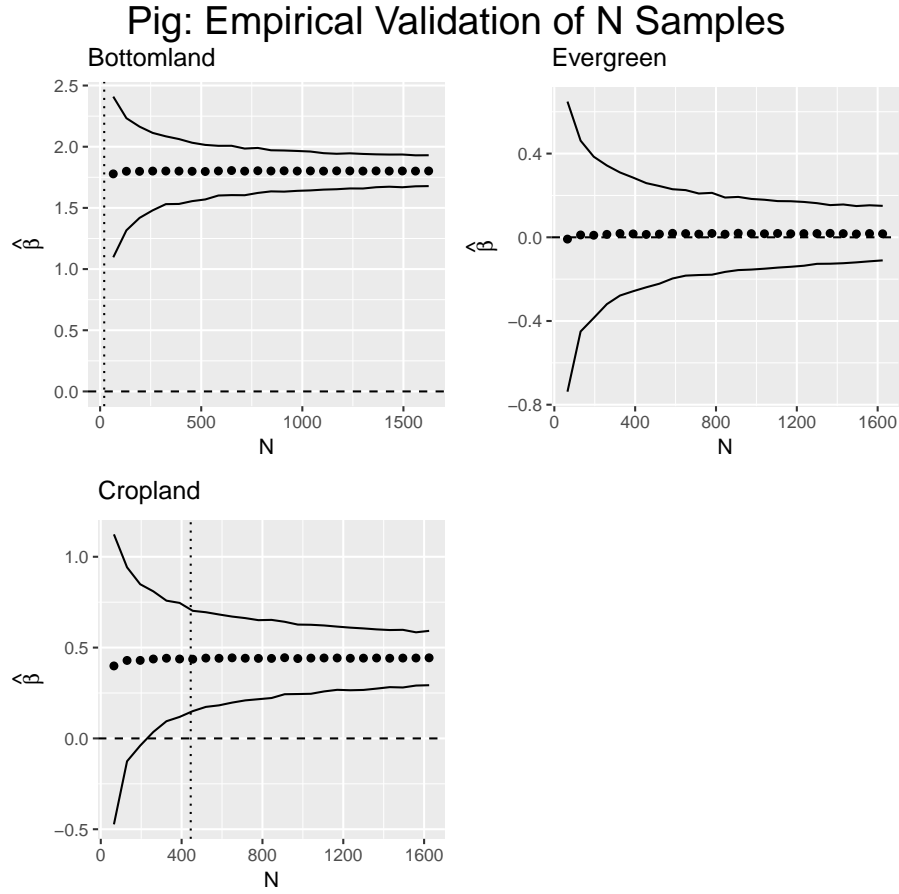 Pig: Empirical Validation of N Samples
Bottomland
2.5
2.0
1.5
1.0
0.5
0.0
β̂
0 500 1000 1500
N
Evergreen
0.4
0.0
−0.4
−0.8
β̂
0 400 800 1200 1600
N
Cropland
1.0
0.5
0.0
−0.5
β̂
0 400 800 1200 1600
N